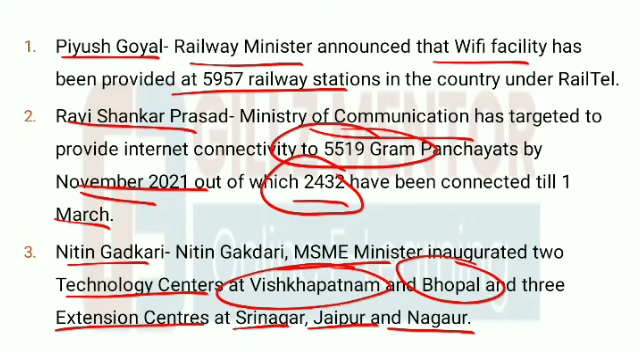 1. Piyush Goyal- Railway Minister announced that Wifi facility has
been provided at 5957 railway stations in the country under RailTel.
2. Ravi Shankar Prasad- Ministry of Communication has targeted to
provide internet connectivity to 5519 Gram Panchayats by
November 2021 out of which 2432 have been connected till 1
March.
3. Nitin Gadkari- Nitin Gakdari, MSME Minister inaugurated two
Technology Centers at Vishkhapatnam and Bhopal and three
Extension Centres at Srinagar, Jaipur and Nagaur.